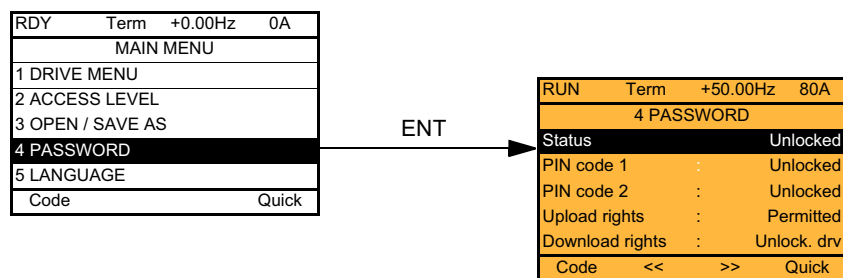 RDY Term +0.00Hz 0A
MAIN MENU
1 DRIVE MENU
2 ACCESS LEVEL
3 OPEN / SAVE AS
4 PASSWORD
5 LANGUAGE
Code Quick
ENT
RUN Term +50.00Hz 80A
4 PASSWORD
Status Unlocked
PIN code 1 : Unlocked
PIN code 2 : Unlocked
Upload rights : Permitted
Download rights : Unlock. drv
Code << >> Quick